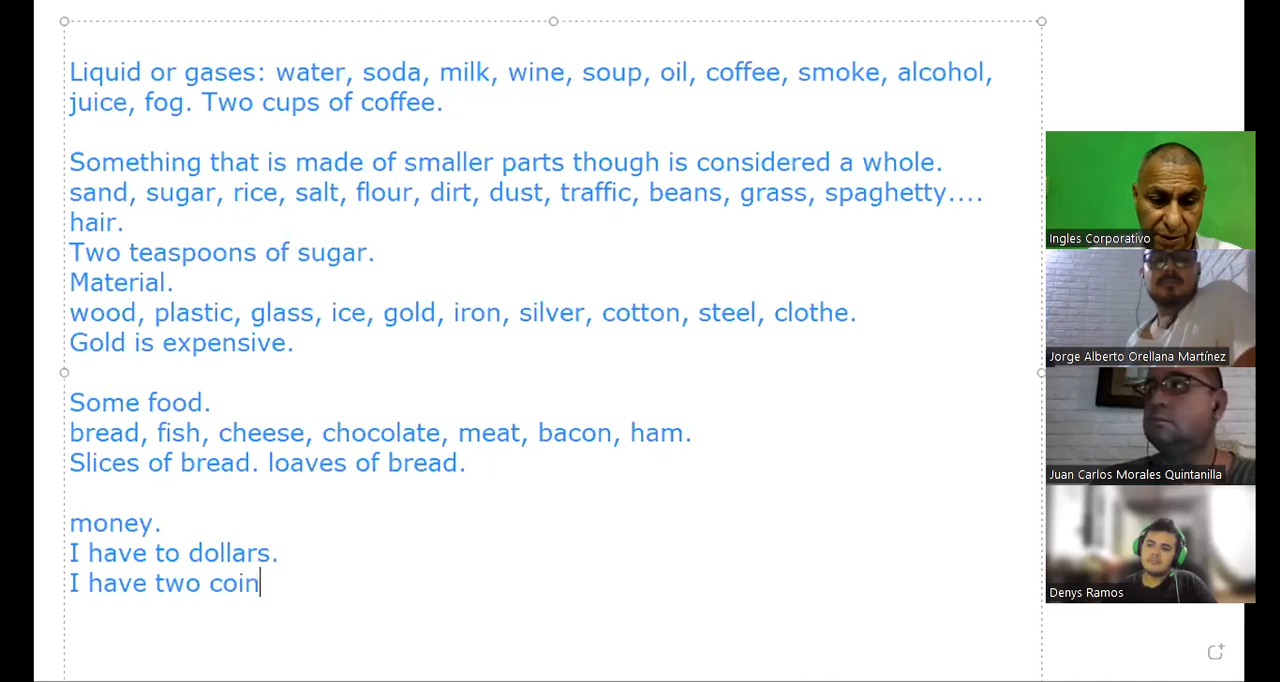 Liquid or gases: water, soda, milk, wine, soup, oil, coffee, smoke, alcohol,
juice, fog. Two cups of coffee.
Something that is made of smaller parts though is considered a whole.
sand, sugar, rice, salt, flour, dirt, dust, traffic, beans, grass, spaghetty....
hair.
Two teaspoons of sugar.
Material.
wood, plastic, glass, ice, gold, iron, silver, cotton, steel, clothe.
Gold is expensive.
Some food.
bread, fish, cheese, chocolate, meat, bacon, ham.
Slices of bread. loaves of bread.
money.
I have to dollars.
I have two coin
Ingles Corporativo
Jorge Alberto Orellana Martínez
Juan Carlos Morales Quintanilla
Denys Ramos